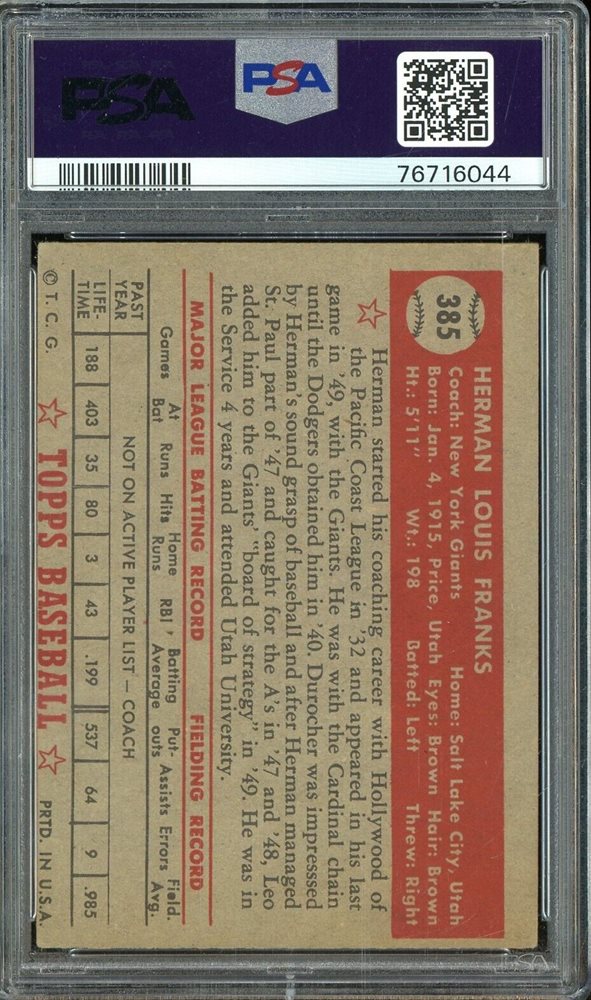 PSA
PSA
76716044
385
HERMAN LOUIS FRANKS
Coach: New York Giants Home: Salt Lake City, Utah
Born: Jan. 4, 1915, Price, Utah Eyes: Brown Hair: Brown
Ht.: 5'11" Wt.: 198 Batted: Left Threw: Right
Herman started his coaching career with Hollywood of
the Pacific Coast League in '32 and appeared in his last
game in '49, with the Giants. He was with the Cardinal chain
until the Dodgers obtained him in '40. Durocher was impresssed
by Herman's sound grasp of baseball and after Herman managed
St. Paul part of '47 and caught for the A's in '47 and '48, Leo
added him to the Giants' "board of strategy" in '49. He was in
the Service 4 years and attended Utah University.
MAJOR LEAGUE BATTING RECORD FIELDING RECORD
Games At Bat Runs Hits Home Runs RBI Batting Average Put-outs Assists Errors Field. Avg.
PAST YEAR NOT ON ACTIVE PLAYER LIST — COACH
LIFE-TIME 188 403 35 80 3 43 .199 537 64 9 .985
© T. C. G. TOPPS BASEBALL PRTD. IN U.S.A.
PSA